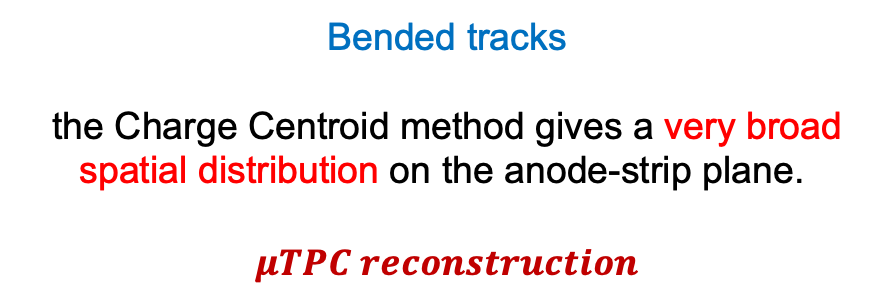 Bended tracks
the Charge Centroid method gives a very broad
spatial distribution on the anode-strip plane.
μTPC reconstruction